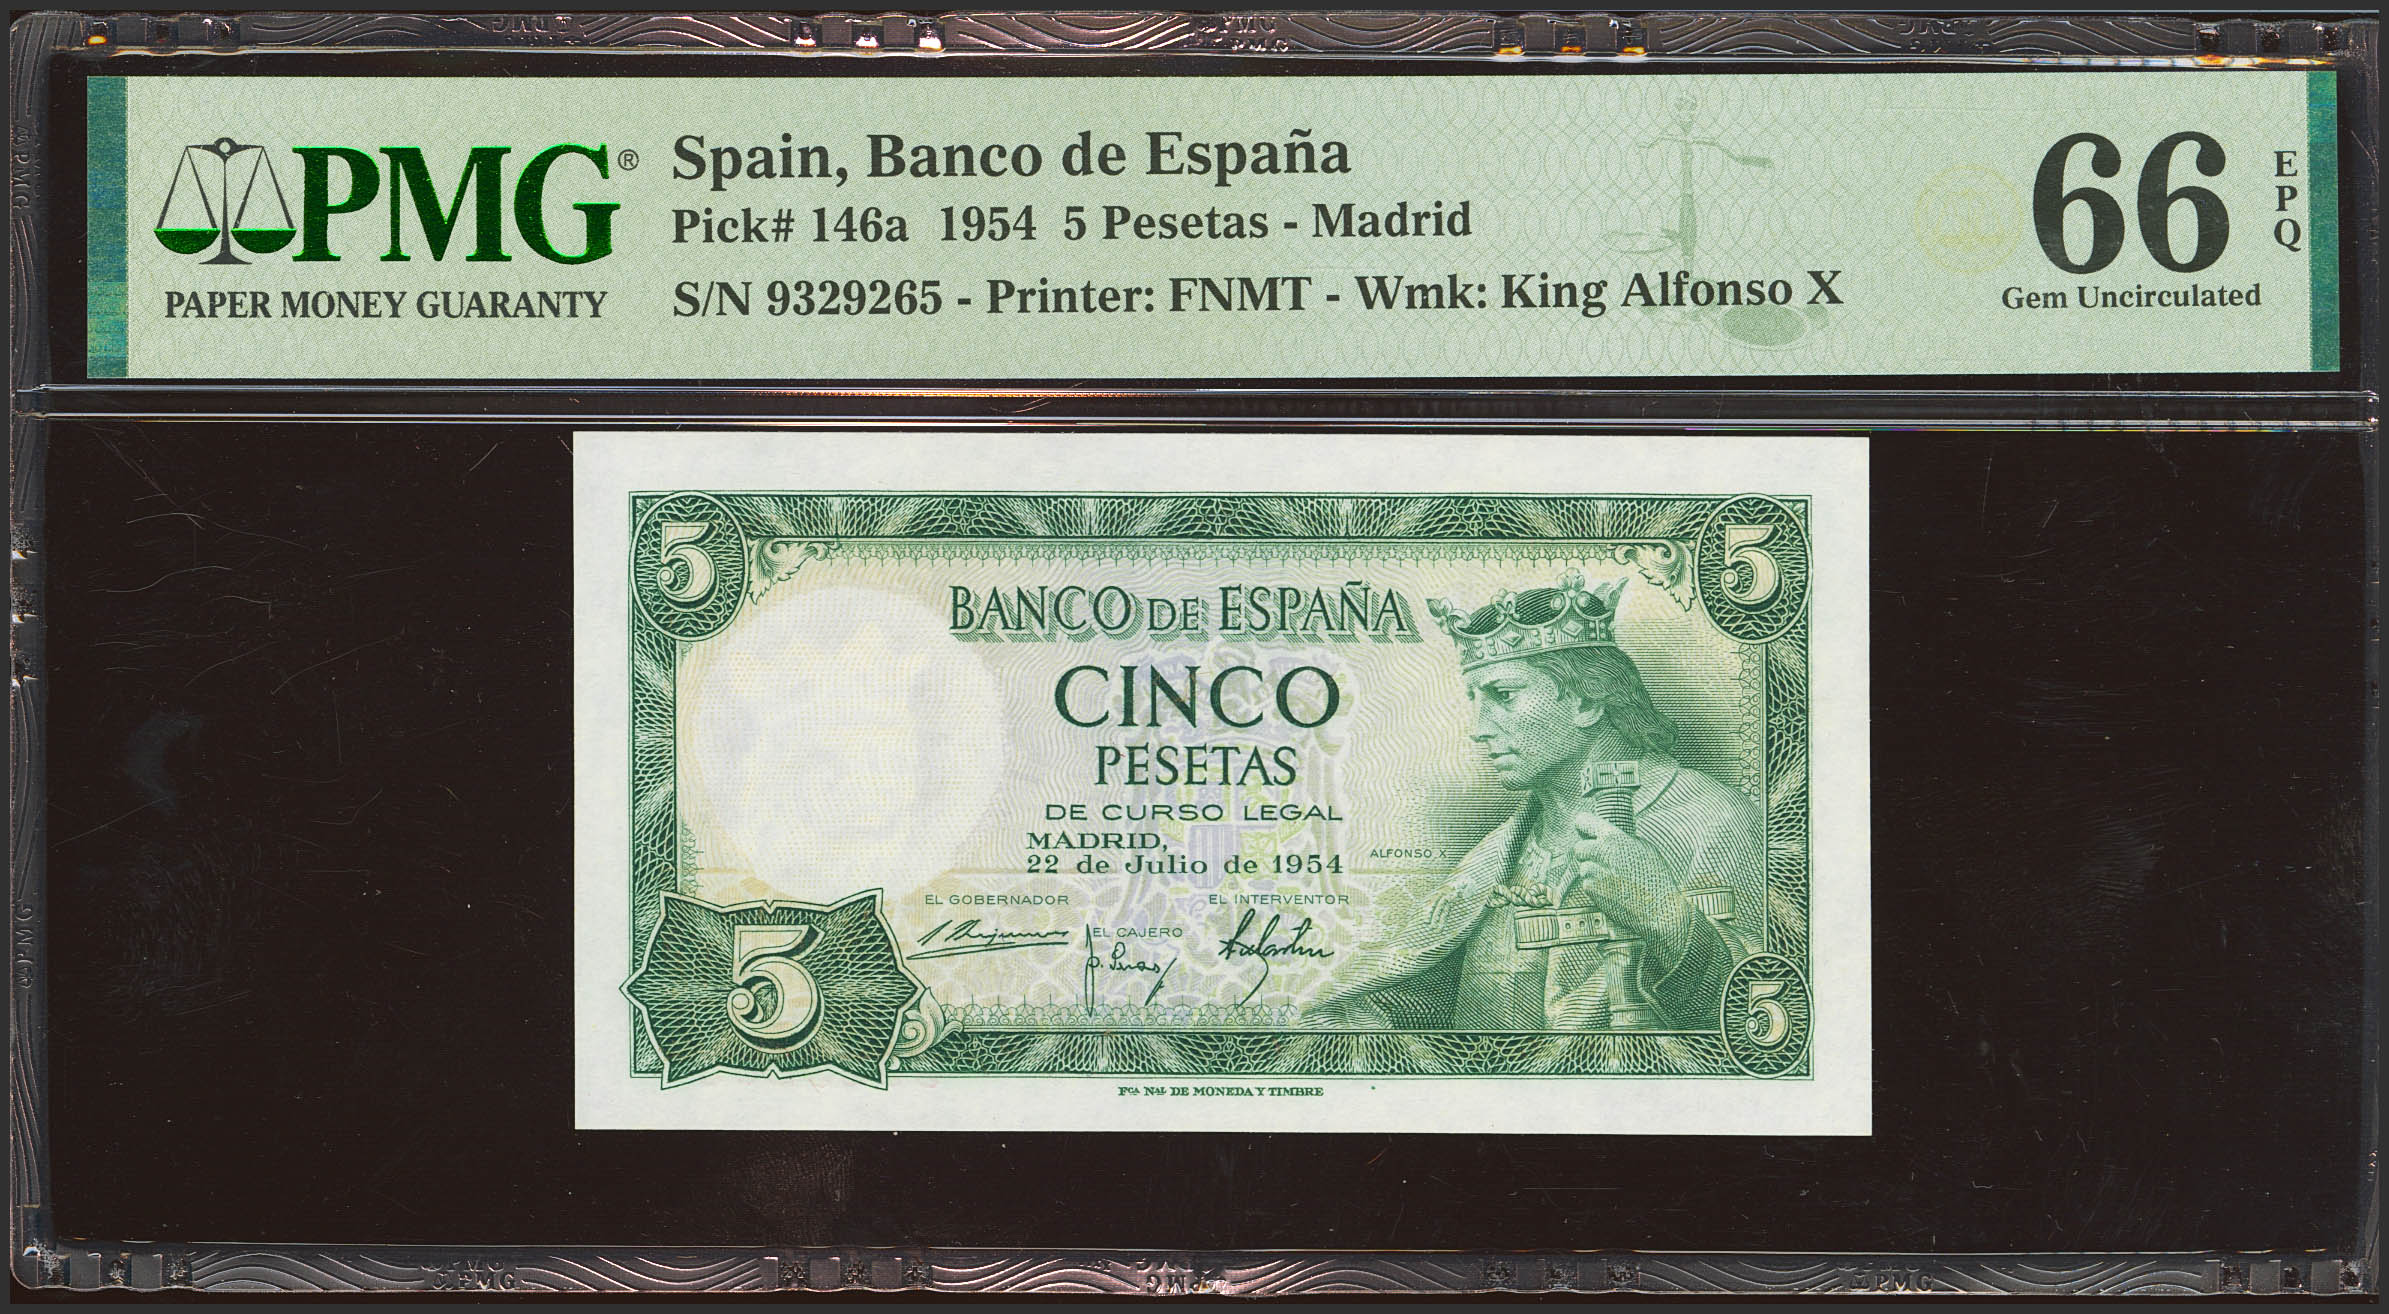 PMG®
PAPER MONEY GUARANTY
Spain, Banco de España
Pick# 146a 1954 5 Pesetas - Madrid
S/N 9329265 - Printer: FNMT - Wmk: King Alfonso X
66
EPQ
Gem Uncirculated
5
5
BANCO DE ESPAÑA
CINCO
PESETAS
DE CURSO LEGAL
MADRID,
22 de Julio de 1954
ALFONSO X
EL GOBERNADOR
EL INTERVENTOR
EL CAJERO
5
5
FCA NAL DE MONEDA Y TIMBRE